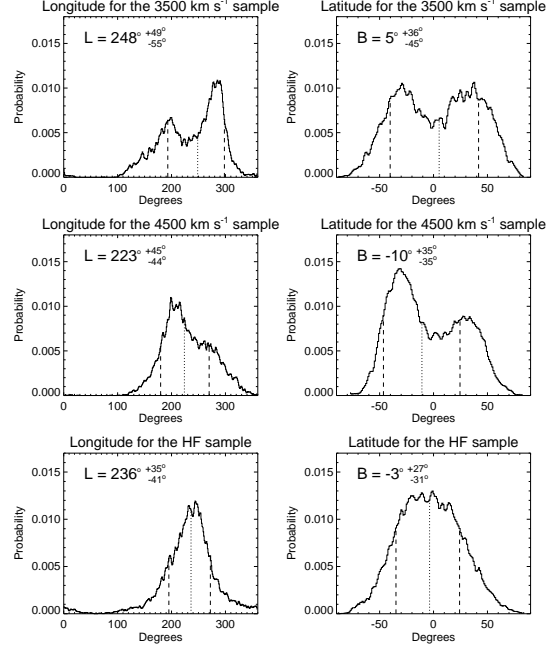 Longitude for the 3500 km s⁻¹ sample
L = 248° +49° -55°
Probability
0.015
0.010
0.005
0.000
0 100 200 300
Degrees
Latitude for the 3500 km s⁻¹ sample
B = 5° +36° -45°
Probability
0.015
0.010
0.005
0.000
-50 0 50
Degrees
Longitude for the 4500 km s⁻¹ sample
L = 223° +45° -44°
Probability
0.015
0.010
0.005
0.000
0 100 200 300
Degrees
Latitude for the 4500 km s⁻¹ sample
B = -10° +35° -35°
Probability
0.015
0.010
0.005
0.000
-50 0 50
Degrees
Longitude for the HF sample
L = 236° +35° -41°
Probability
0.015
0.010
0.005
0.000
0 100 200 300
Degrees
Latitude for the HF sample
B = -3° +27° -31°
Probability
0.015
0.010
0.005
0.000
-50 0 50
Degrees